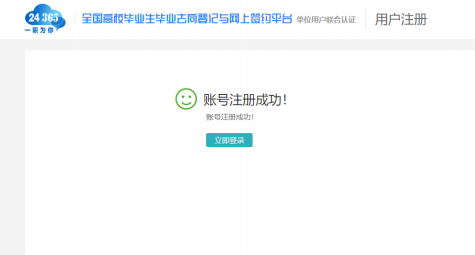 24 365
一职为你
全国高校毕业生毕业去向登记与网上签约平台
单位用户联合认证
用户注册
账号注册成功！
账号注册成功！
立即登录